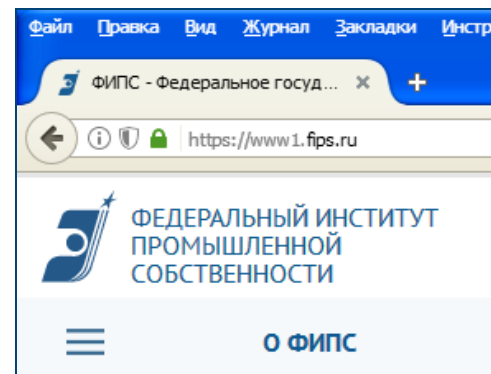 Файл Правка Вид Журнал Закладки Инстр
ФИПС - Федеральное госуд...
https://www1.fips.ru
ФЕДЕРАЛЬНЫЙ ИНСТИТУТ
ПРОМЫШЛЕННОЙ
СОБСТВЕННОСТИ
О ФИПС